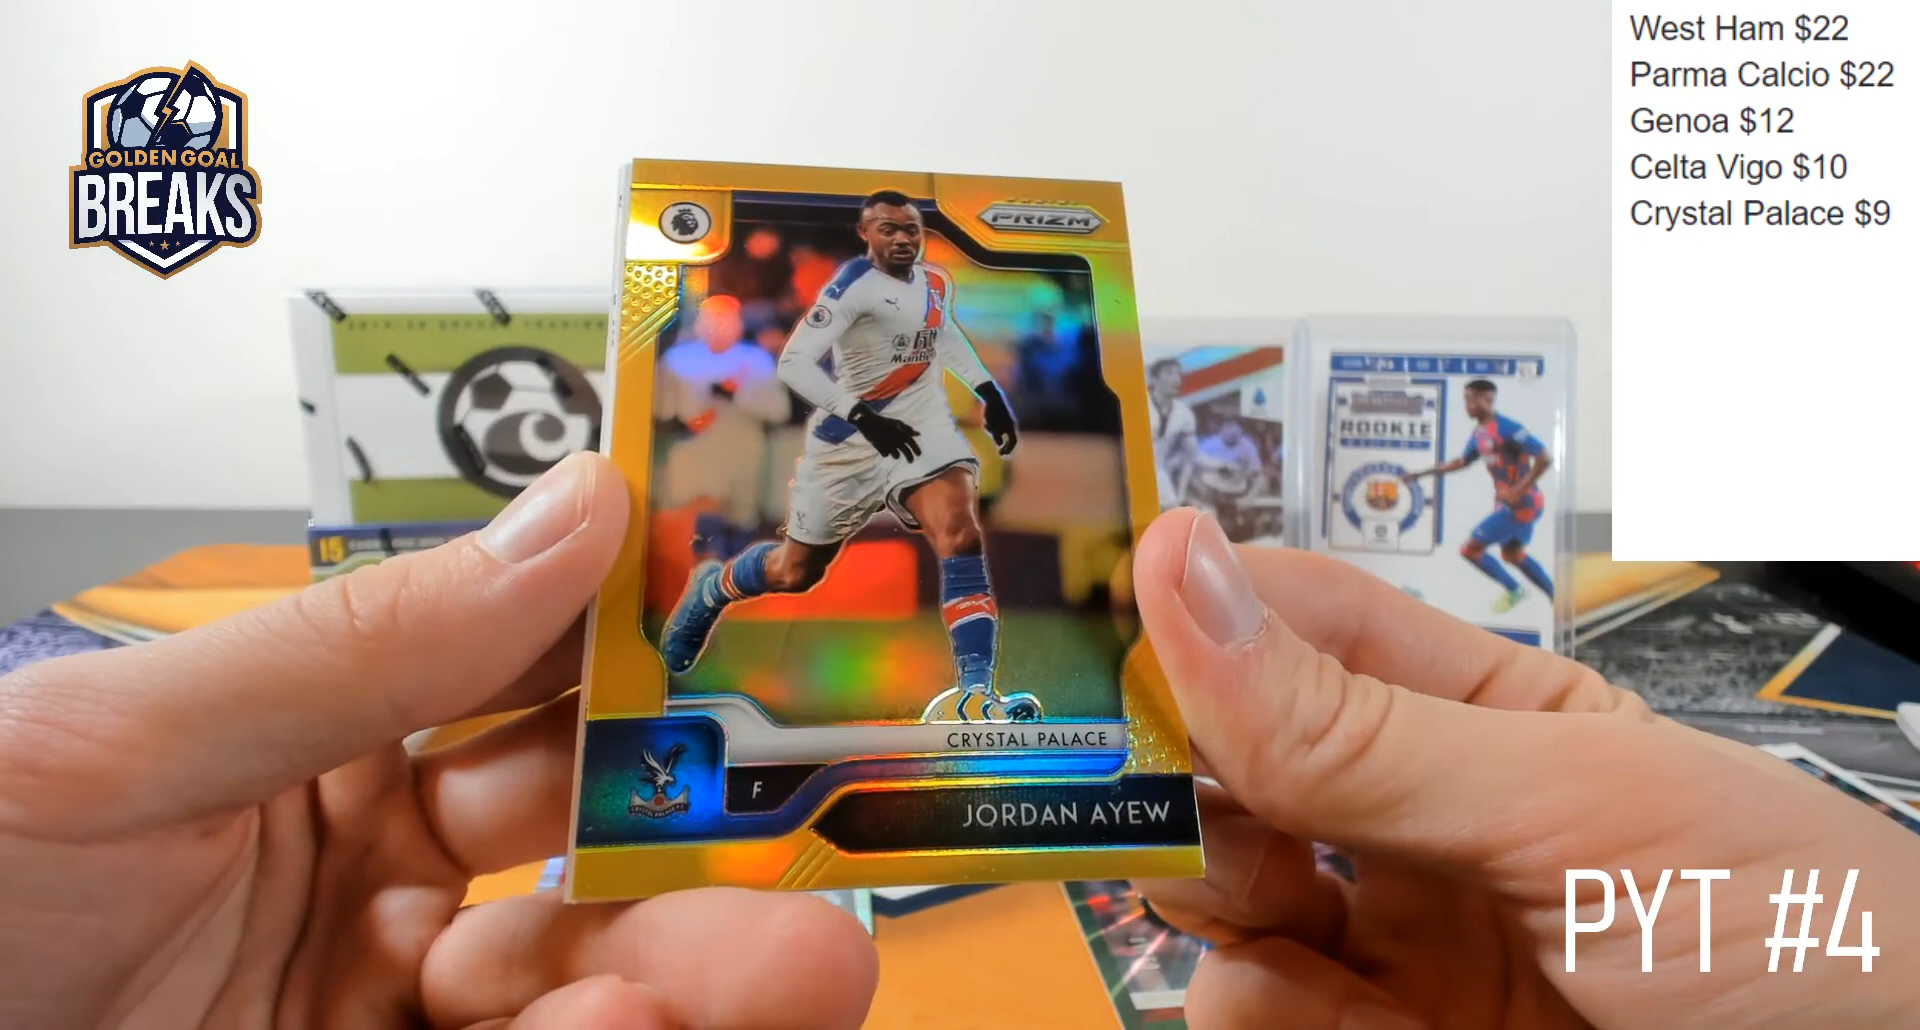 West Ham $22
Parma Calcio $22
Genoa $12
Celta Vigo $10
Crystal Palace $9
GOLDEN GOAL
BREAKS
PRIZM
ROOKIE
15
CRYSTAL PALACE
F
JORDAN AYEW
PYT #4